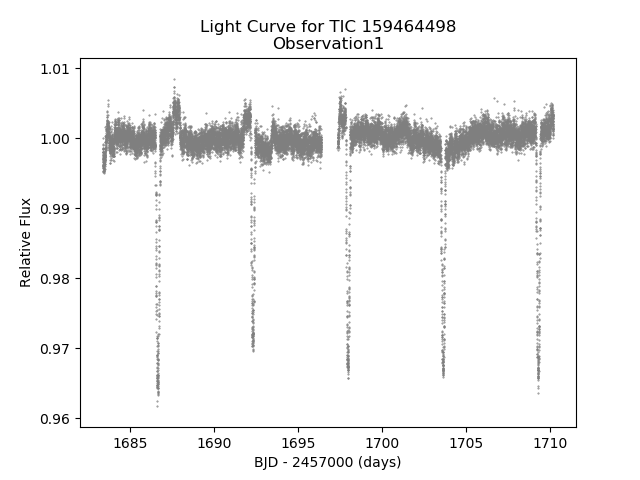 Light Curve for TIC 159464498
Observation1
1.01
1.00
0.99
0.98
0.97
0.96
Relative Flux
1685 1690 1695 1700 1705 1710
BJD - 2457000 (days)